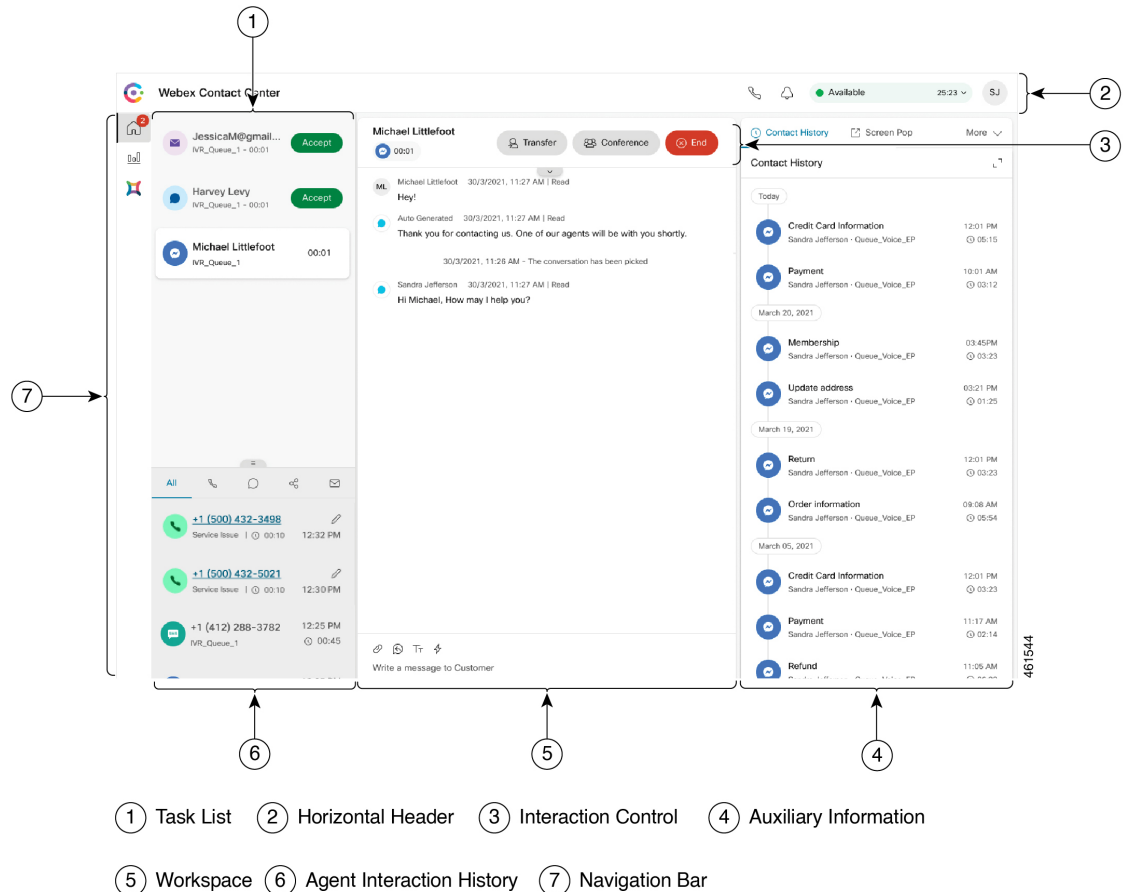 1
Webex Contact Center
Available 25:23
SJ
2
2
JessicaM@gmail...
IVR_Queue_1 - 00:01
Accept
Harvey Levy
IVR_Queue_1 - 00:01
Accept
Michael Littlefoot
IVR_Queue_1
00:01
Michael Littlefoot
00:01
Transfer
Conference
End
3
ML
Michael Littlefoot 30/3/2021, 11:27 AM | Read
Hey!
Auto Generated 30/3/2021, 11:27 AM | Read
Thank you for contacting us. One of our agents will be with you shortly.
30/3/2021, 11:26 AM - The conversation has been picked
Sandra Jefferson 30/3/2021, 11:27 AM | Read
Hi Michael, How may I help you?
Contact History Screen Pop More
Contact History
Today
Credit Card Information 12:01 PM
Sandra Jefferson • Queue_Voice_EP 05:15
Payment 10:01 AM
Sandra Jefferson • Queue_Voice_EP 03:12
March 20, 2021
Membership 03:45PM
Sandra Jefferson • Queue_Voice_EP 03:23
Update address 03:21 PM
Sandra Jefferson • Queue_Voice_EP 01:25
March 19, 2021
Return 12:01 PM
Sandra Jefferson • Queue_Voice_EP 03:23
Order information 09:08 AM
Sandra Jefferson • Queue_Voice_EP 05:54
March 05, 2021
Credit Card Information 12:01 PM
Sandra Jefferson • Queue_Voice_EP 03:23
Payment 11:17 AM
Sandra Jefferson • Queue_Voice_EP 02:14
Refund 11:05 AM
7
All
+1 (500) 432-3498
Service Issue | 00:10 12:32 PM
+1 (500) 432-5021
Service Issue | 00:10 12:30 PM
+1 (412) 288-3782 12:25 PM
IVR_Queue_1 00:45
Tт
Write a message to Customer
461544
6
5
4
1 Task List 2 Horizontal Header 3 Interaction Control 4 Auxiliary Information
5 Workspace 6 Agent Interaction History 7 Navigation Bar